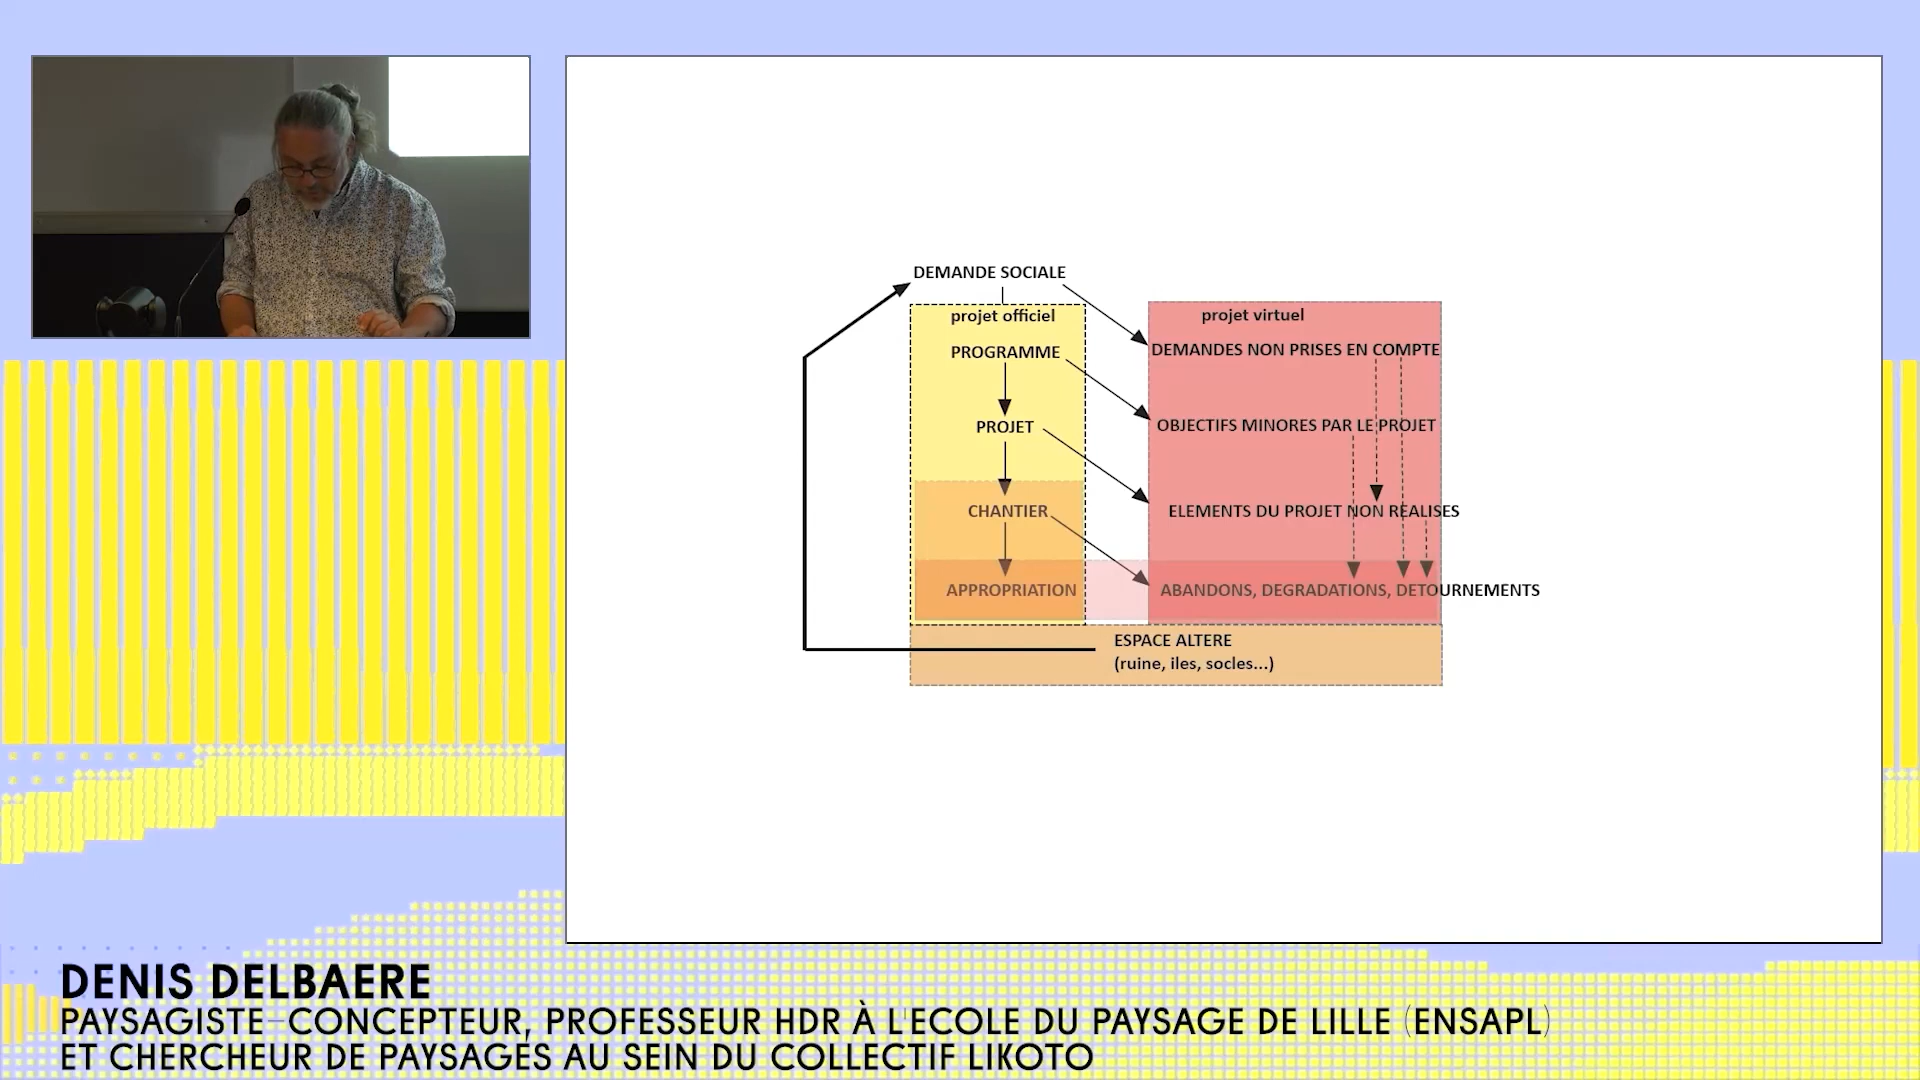 DEMANDE SOCIALE
projet officiel
projet virtuel
PROGRAMME
DEMANDES NON PRISES EN COMPTE
PROJET
OBJECTIFS MINORES PAR LE PROJET
CHANTIER
ELEMENTS DU PROJET NON REALISES
APPROPRIATION
ABANDONS, DEGRADATIONS, DETOURNEMENTS
ESPACE ALTERE
(ruine, iles, socles...)
DENIS DELBAERE
PAYSAGISTE-CONCEPTEUR, PROFESSEUR HDR À L'ECOLE DU PAYSAGE DE LILLE (ENSAPL)
ET CHERCHEUR DE PAYSAGES AU SEIN DU COLLECTIF LIKOTO